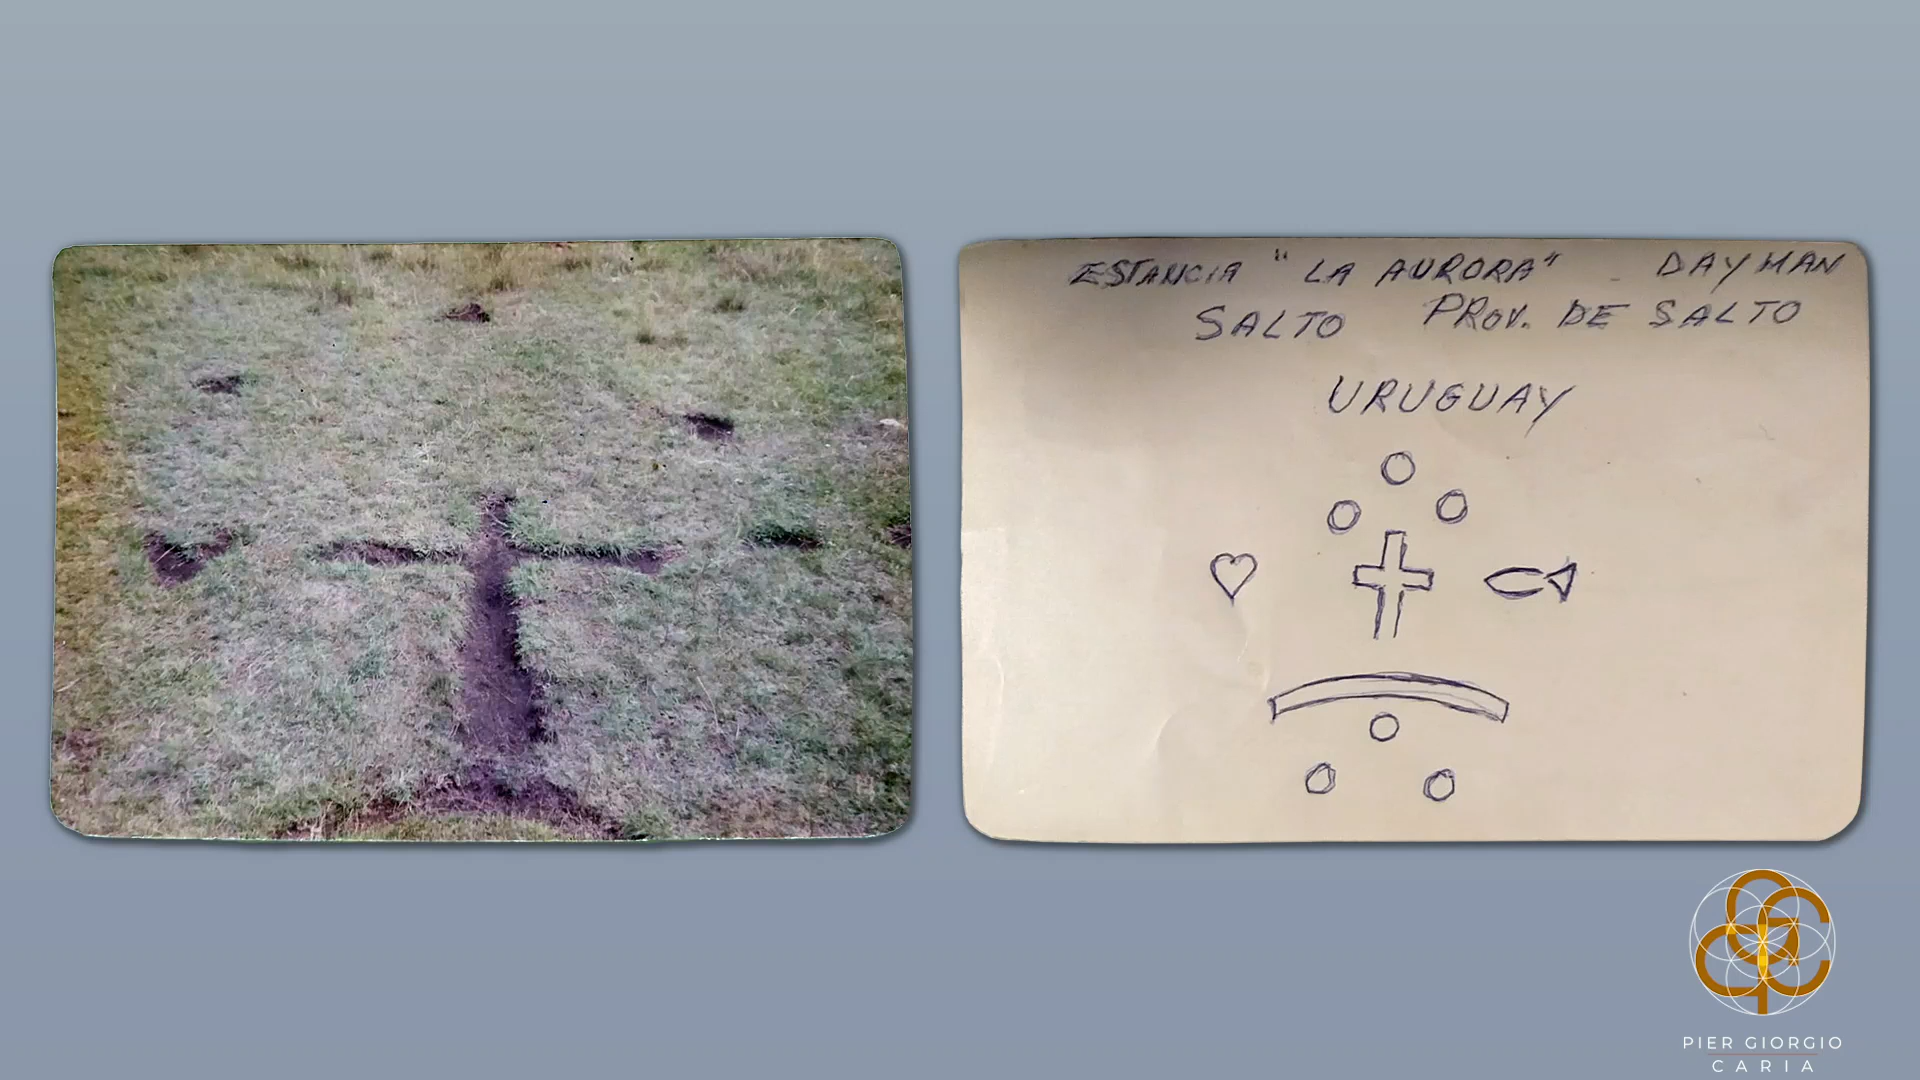 ESTANCIA "LA AURORA" - DAYMAN
SALTO PROV. DE SALTO
URUGUAY
PIER GIORGIO
CARIA